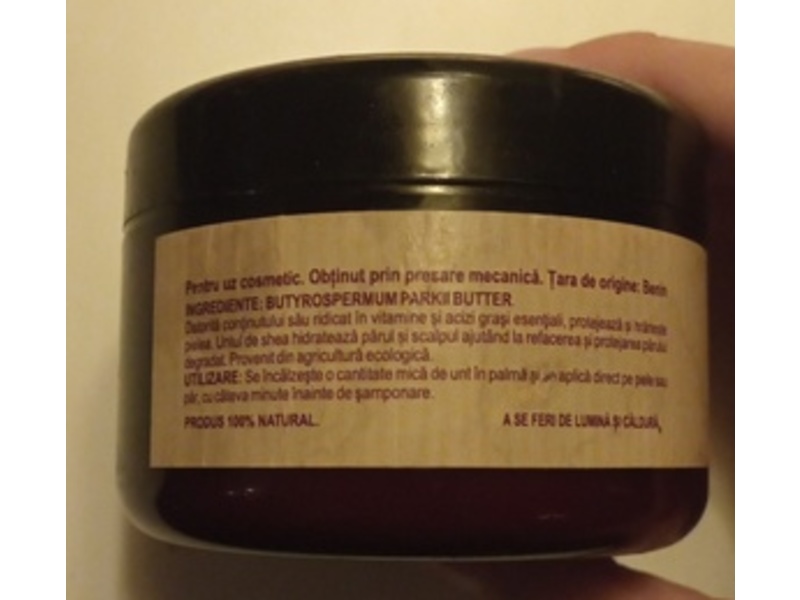 Pentru uz cosmetic. Obținut prin presare mecanică. Țara de origine: Benin
INGREDIENTE: BUTYROSPERMUM PARKII BUTTER
Datorită conținutului său ridicat în vitamine și acizi grași esențiali, protejează și hrănește
pielea. Untul de shea hidratează părul și scalpul ajutând la refacerea și protejarea părului
degradat. Provenit din agricultură ecologică.
UTILIZARE: Se încălzește o cantitate mică de unt în palmă și aplică direct pe piele sau
păr, cu câteva minute înainte de șamponare.
PRODUS 100% NATURAL.
A SE FERI DE LUMINĂ ȘI CĂLDURĂ,